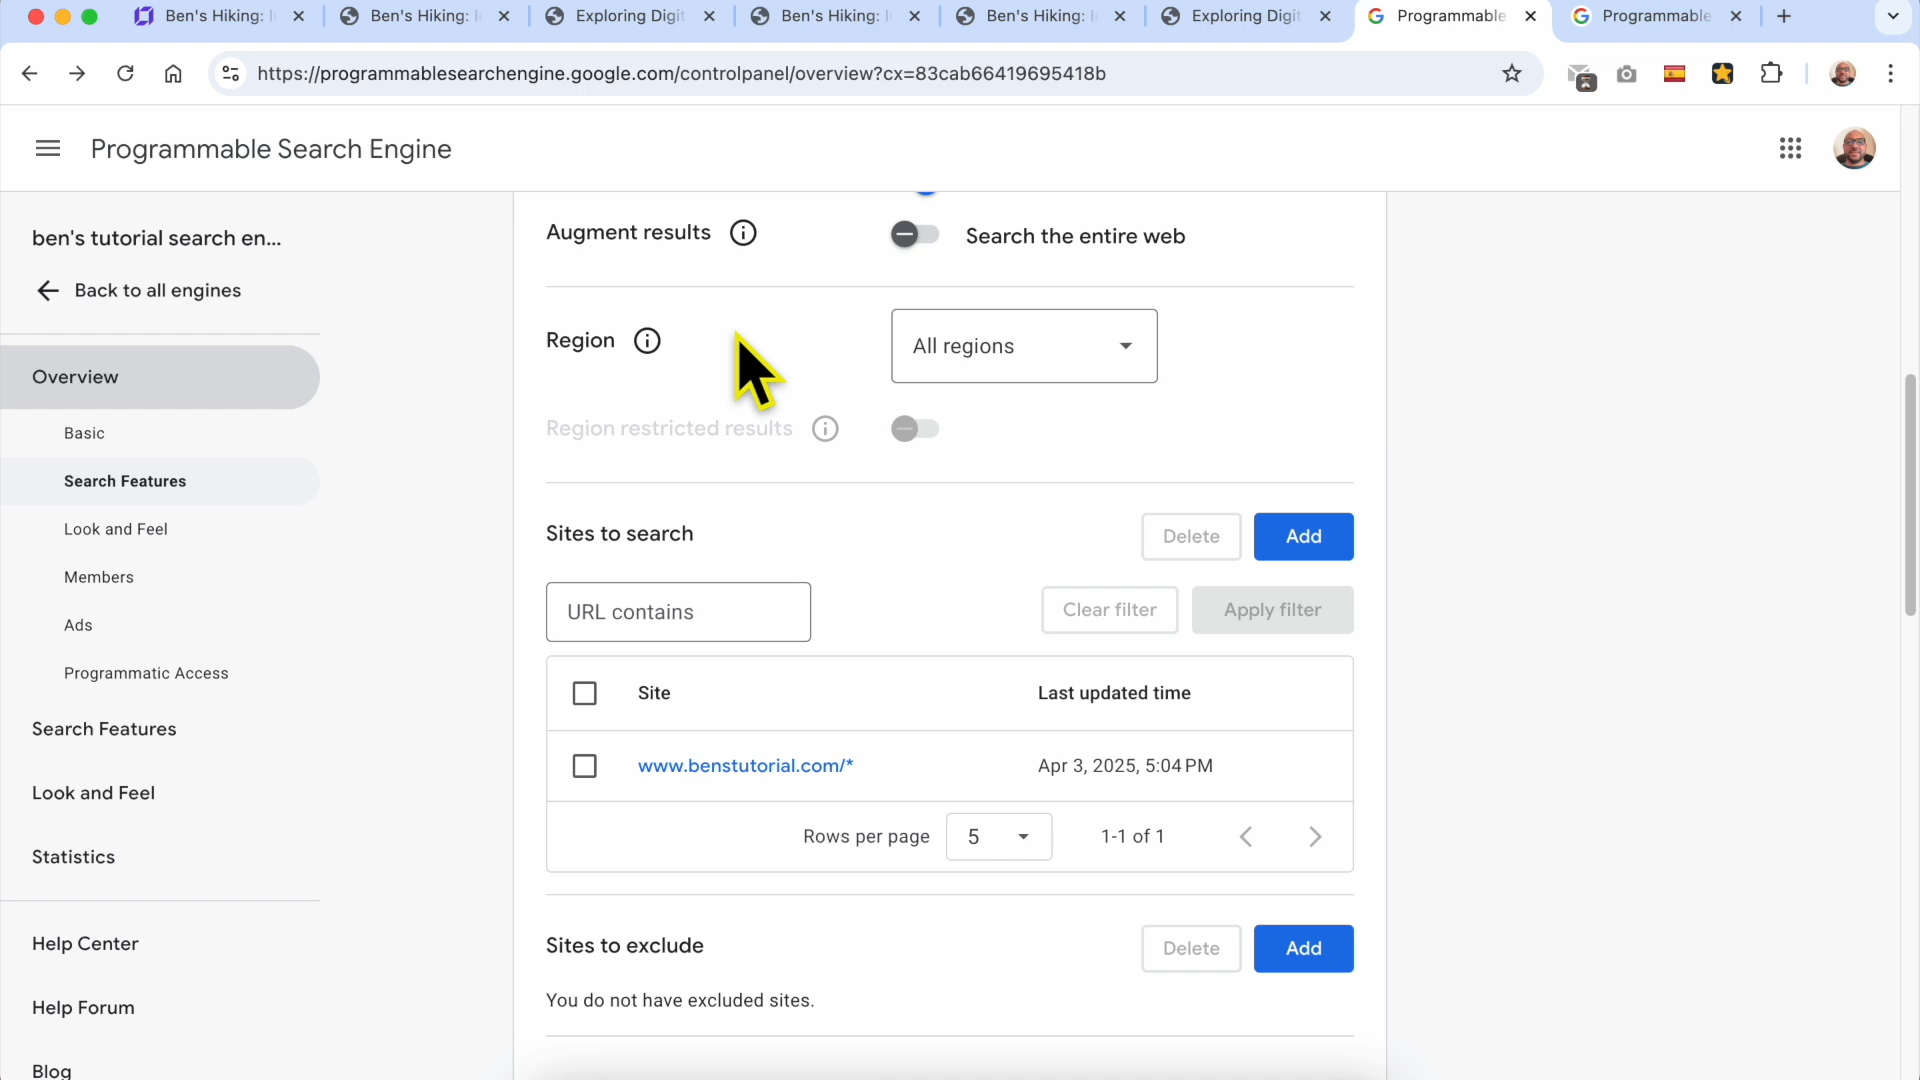 Ben's Hiking:
Ben's Hiking:
Exploring Digit
Ben's Hiking:
Ben's Hiking:
Exploring Digit
Programmable
Programmable
https://programmablesearchengine.google.com/controlpanel/overview?cx=83cab66419695418b
Programmable Search Engine
ben's tutorial search en...
Back to all engines
Overview
Basic
Search Features
Look and Feel
Members
Ads
Programmatic Access
Search Features
Look and Feel
Statistics
Help Center
Help Forum
Blog
Augment results
Search the entire web
Region
All regions
Region restricted results
Sites to search
Delete
Add
URL contains
Clear filter
Apply filter
Site
Last updated time
www.benstutorial.com/*
Apr 3, 2025, 5:04 PM
Rows per page
5
1-1 of 1
Sites to exclude
Delete
Add
You do not have excluded sites.